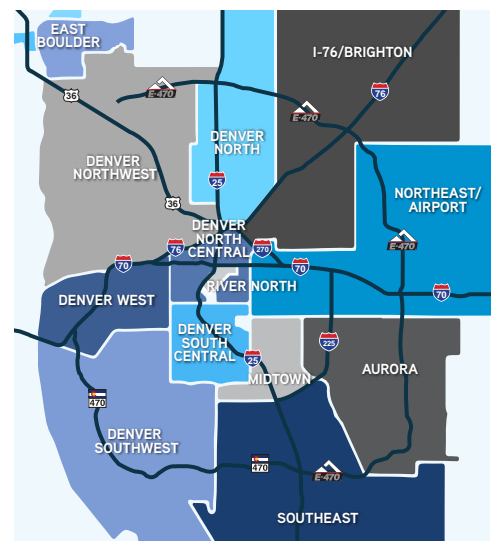 EAST
BOULDER
I-76/BRIGHTON
36
E-470
76
E-470
DENVER
NORTH
DENVER
NORTHWEST
25
NORTHEAST/
AIRPORT
36
DENVER
NORTH
CENTRAL
E-470
76
270
70
70
RIVER NORTH
70
DENVER WEST
DENVER
SOUTH
CENTRAL
225
25
MIDTOWN
AURORA
470
DENVER
SOUTHWEST
470
E-470
SOUTHEAST